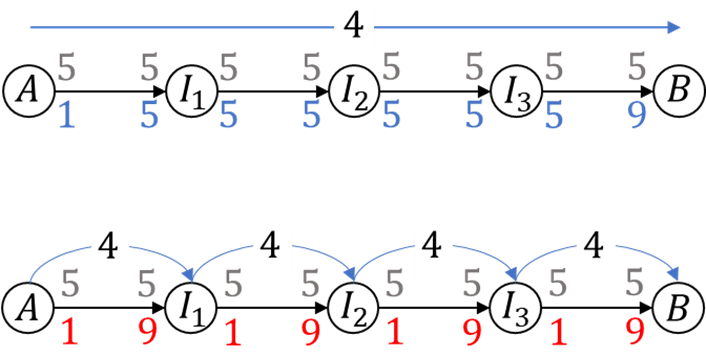 4
5 5 5 5 5 5 5 5
A I₁ I₂ I₃ B
1 5 5 5 5 5 5 9
4 4 4 4
5 5 5 5 5 5 5 5
A I₁ I₂ I₃ B
1 9 1 9 1 9 1 9